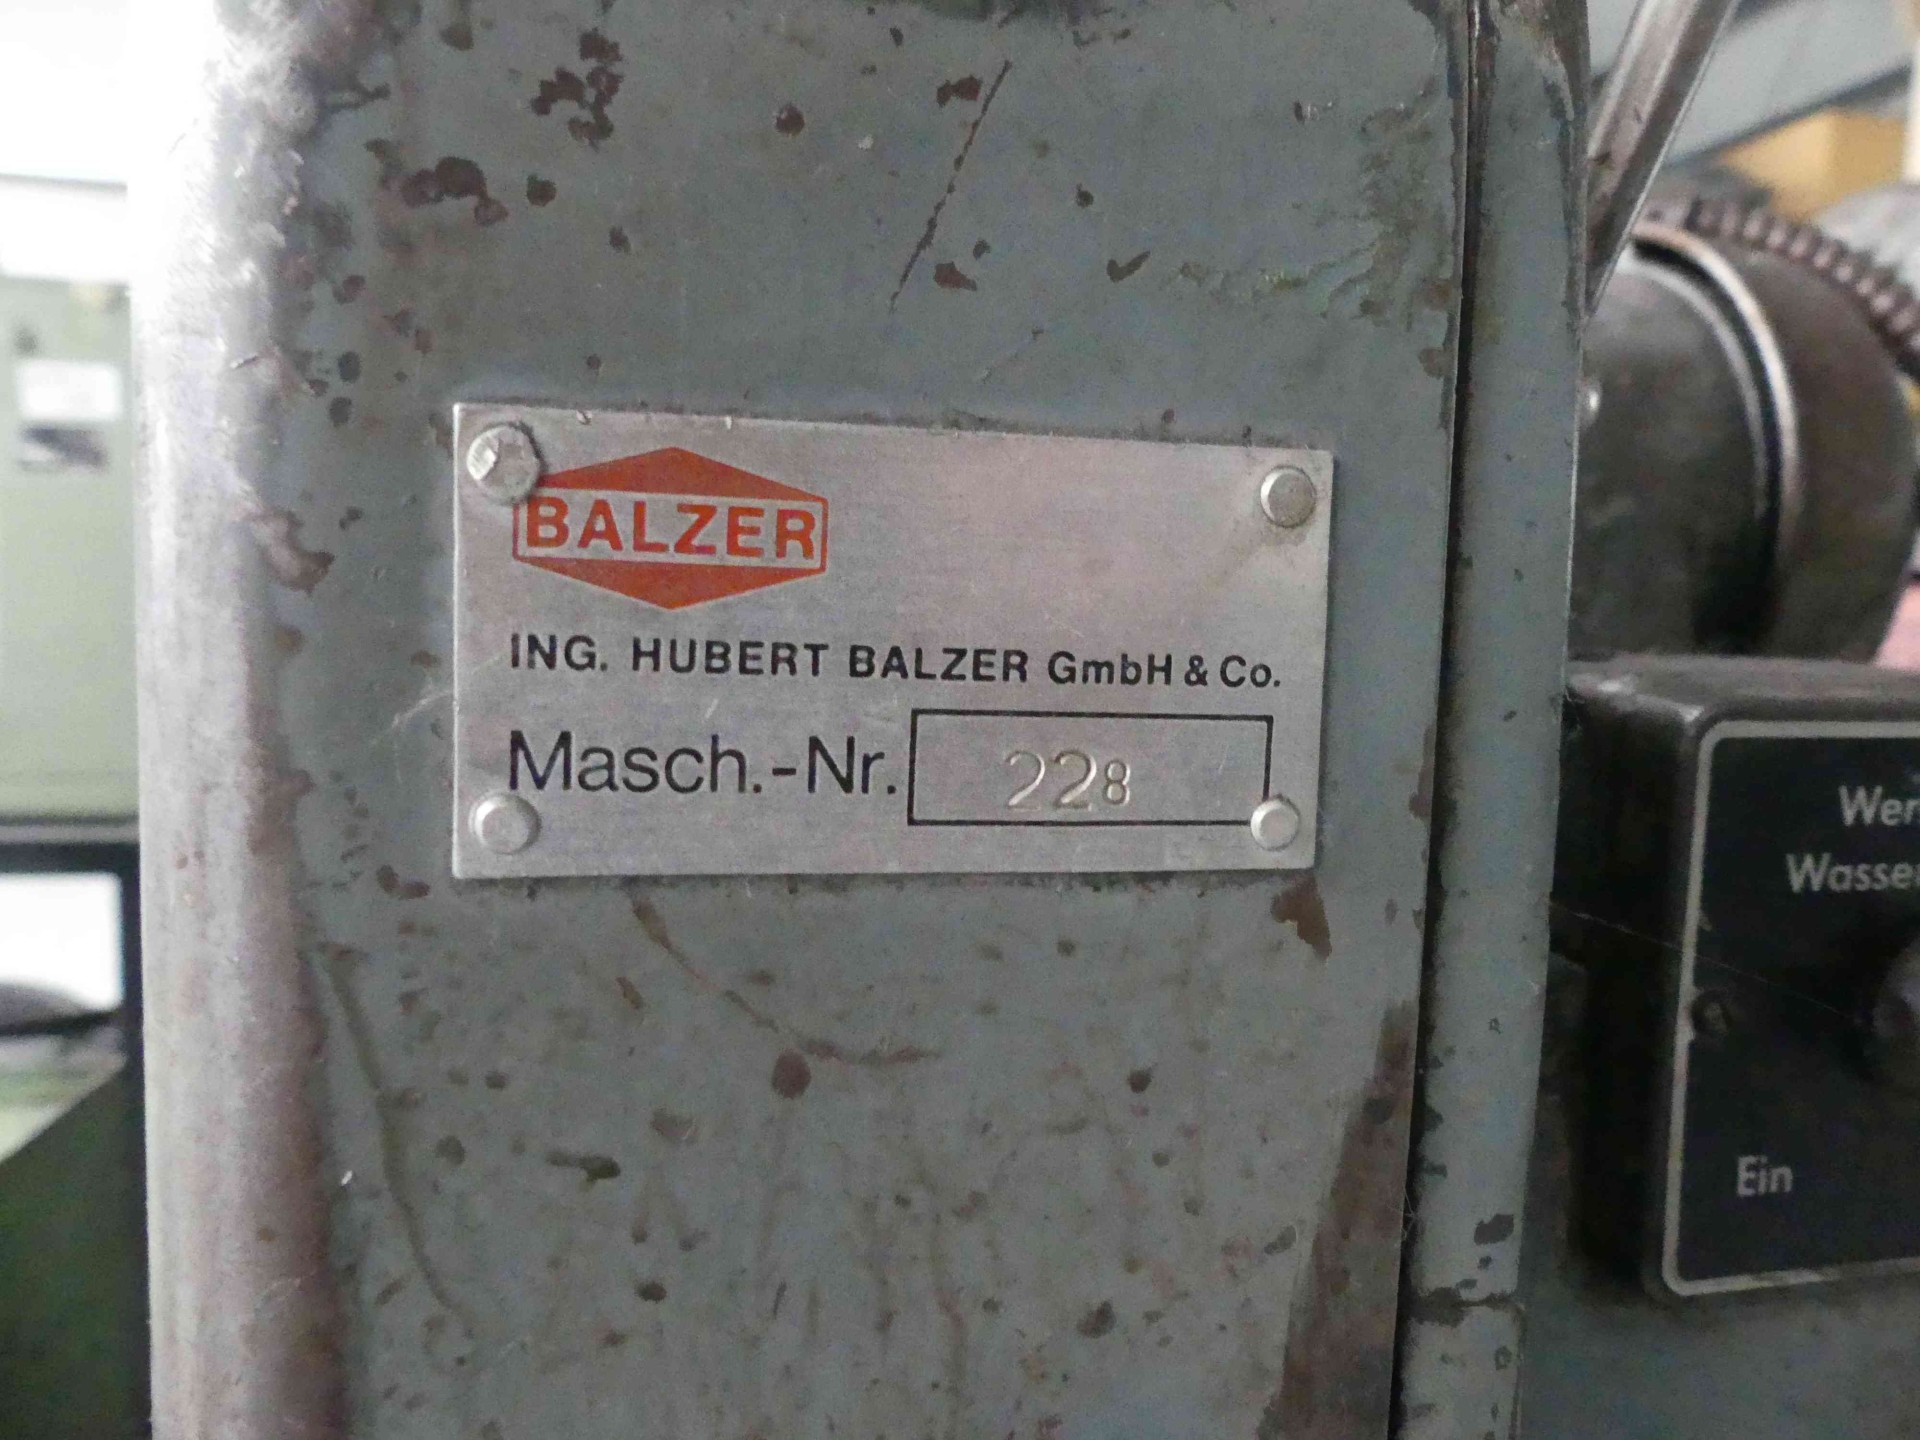 BALZER
ING. HUBERT BALZER GmbH & Co.
Masch.-Nr. 228
Ein